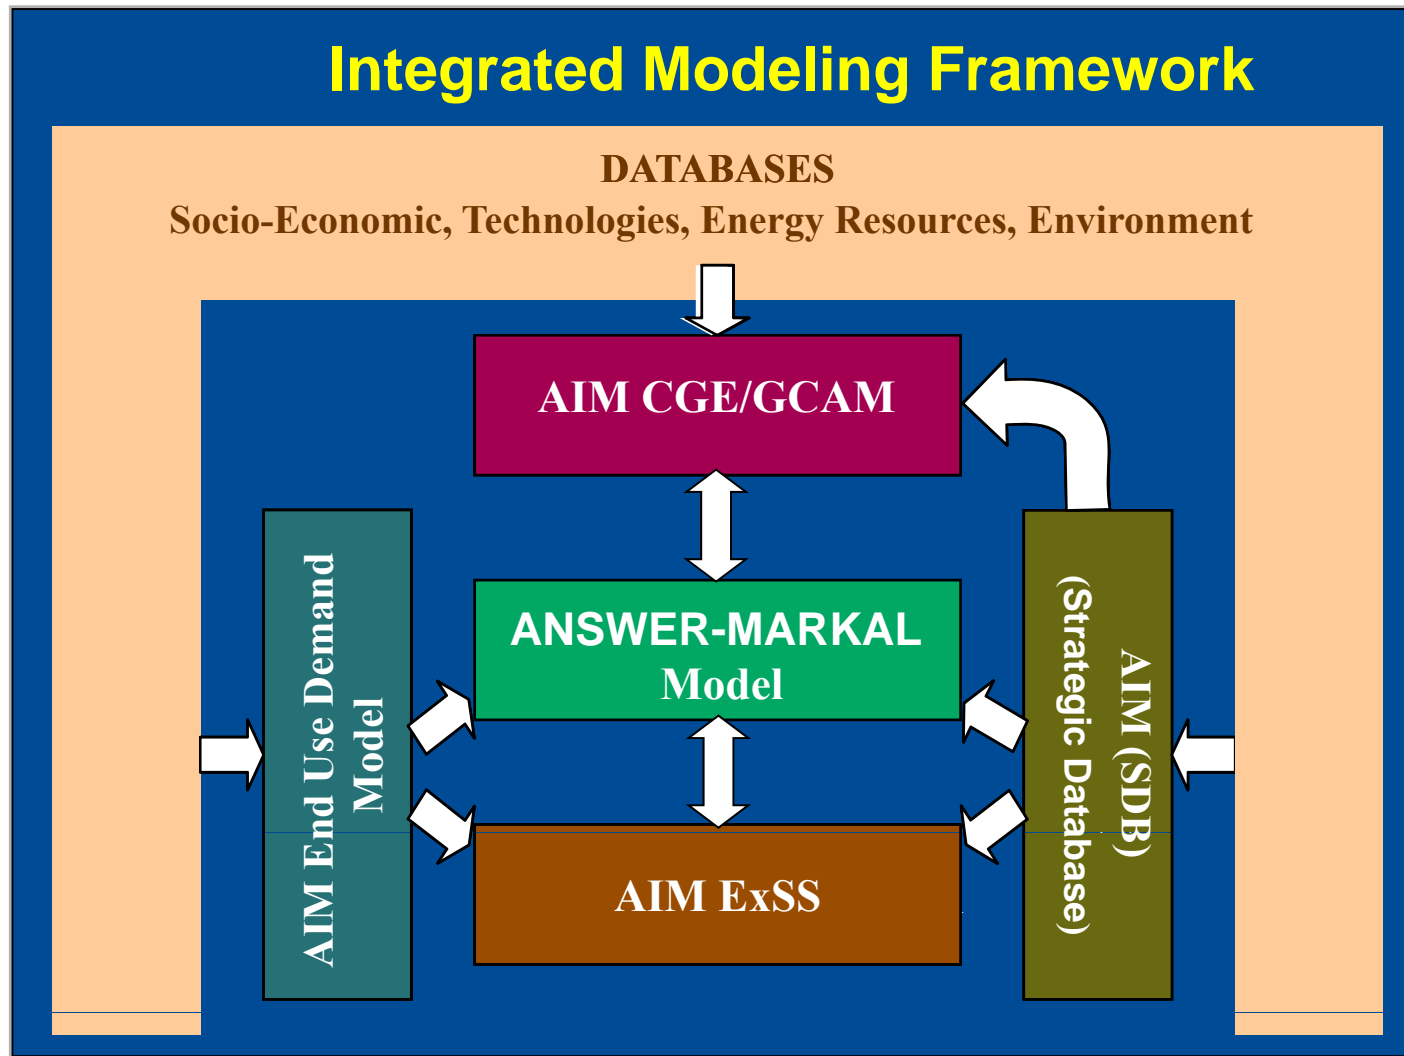 Integrated Modeling Framework
DATABASES
Socio-Economic, Technologies, Energy Resources, Environment
AIM CGE/GCAM
AIM End Use Demand
Model
ANSWER-MARKAL
Model
AIM (SDB)
(Strategic Database)
AIM ExSS